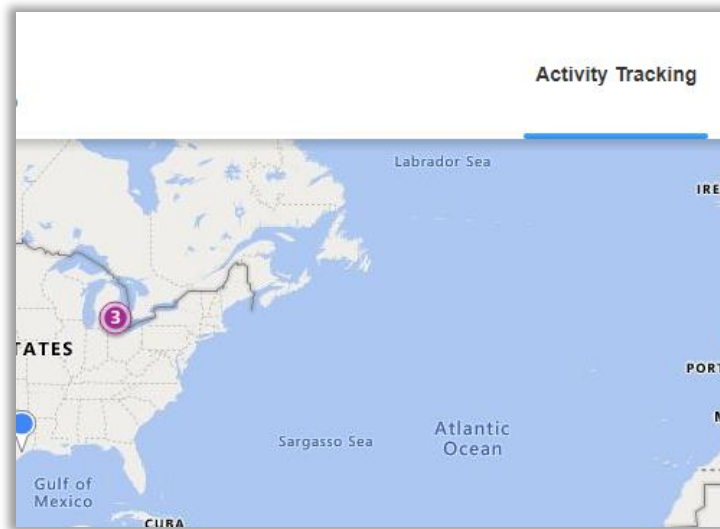 Activity Tracking
Labrador Sea
IRE
3
TATES
PORT
Sargasso Sea
Atlantic
Ocean
Gulf of
Mexico
CUBA